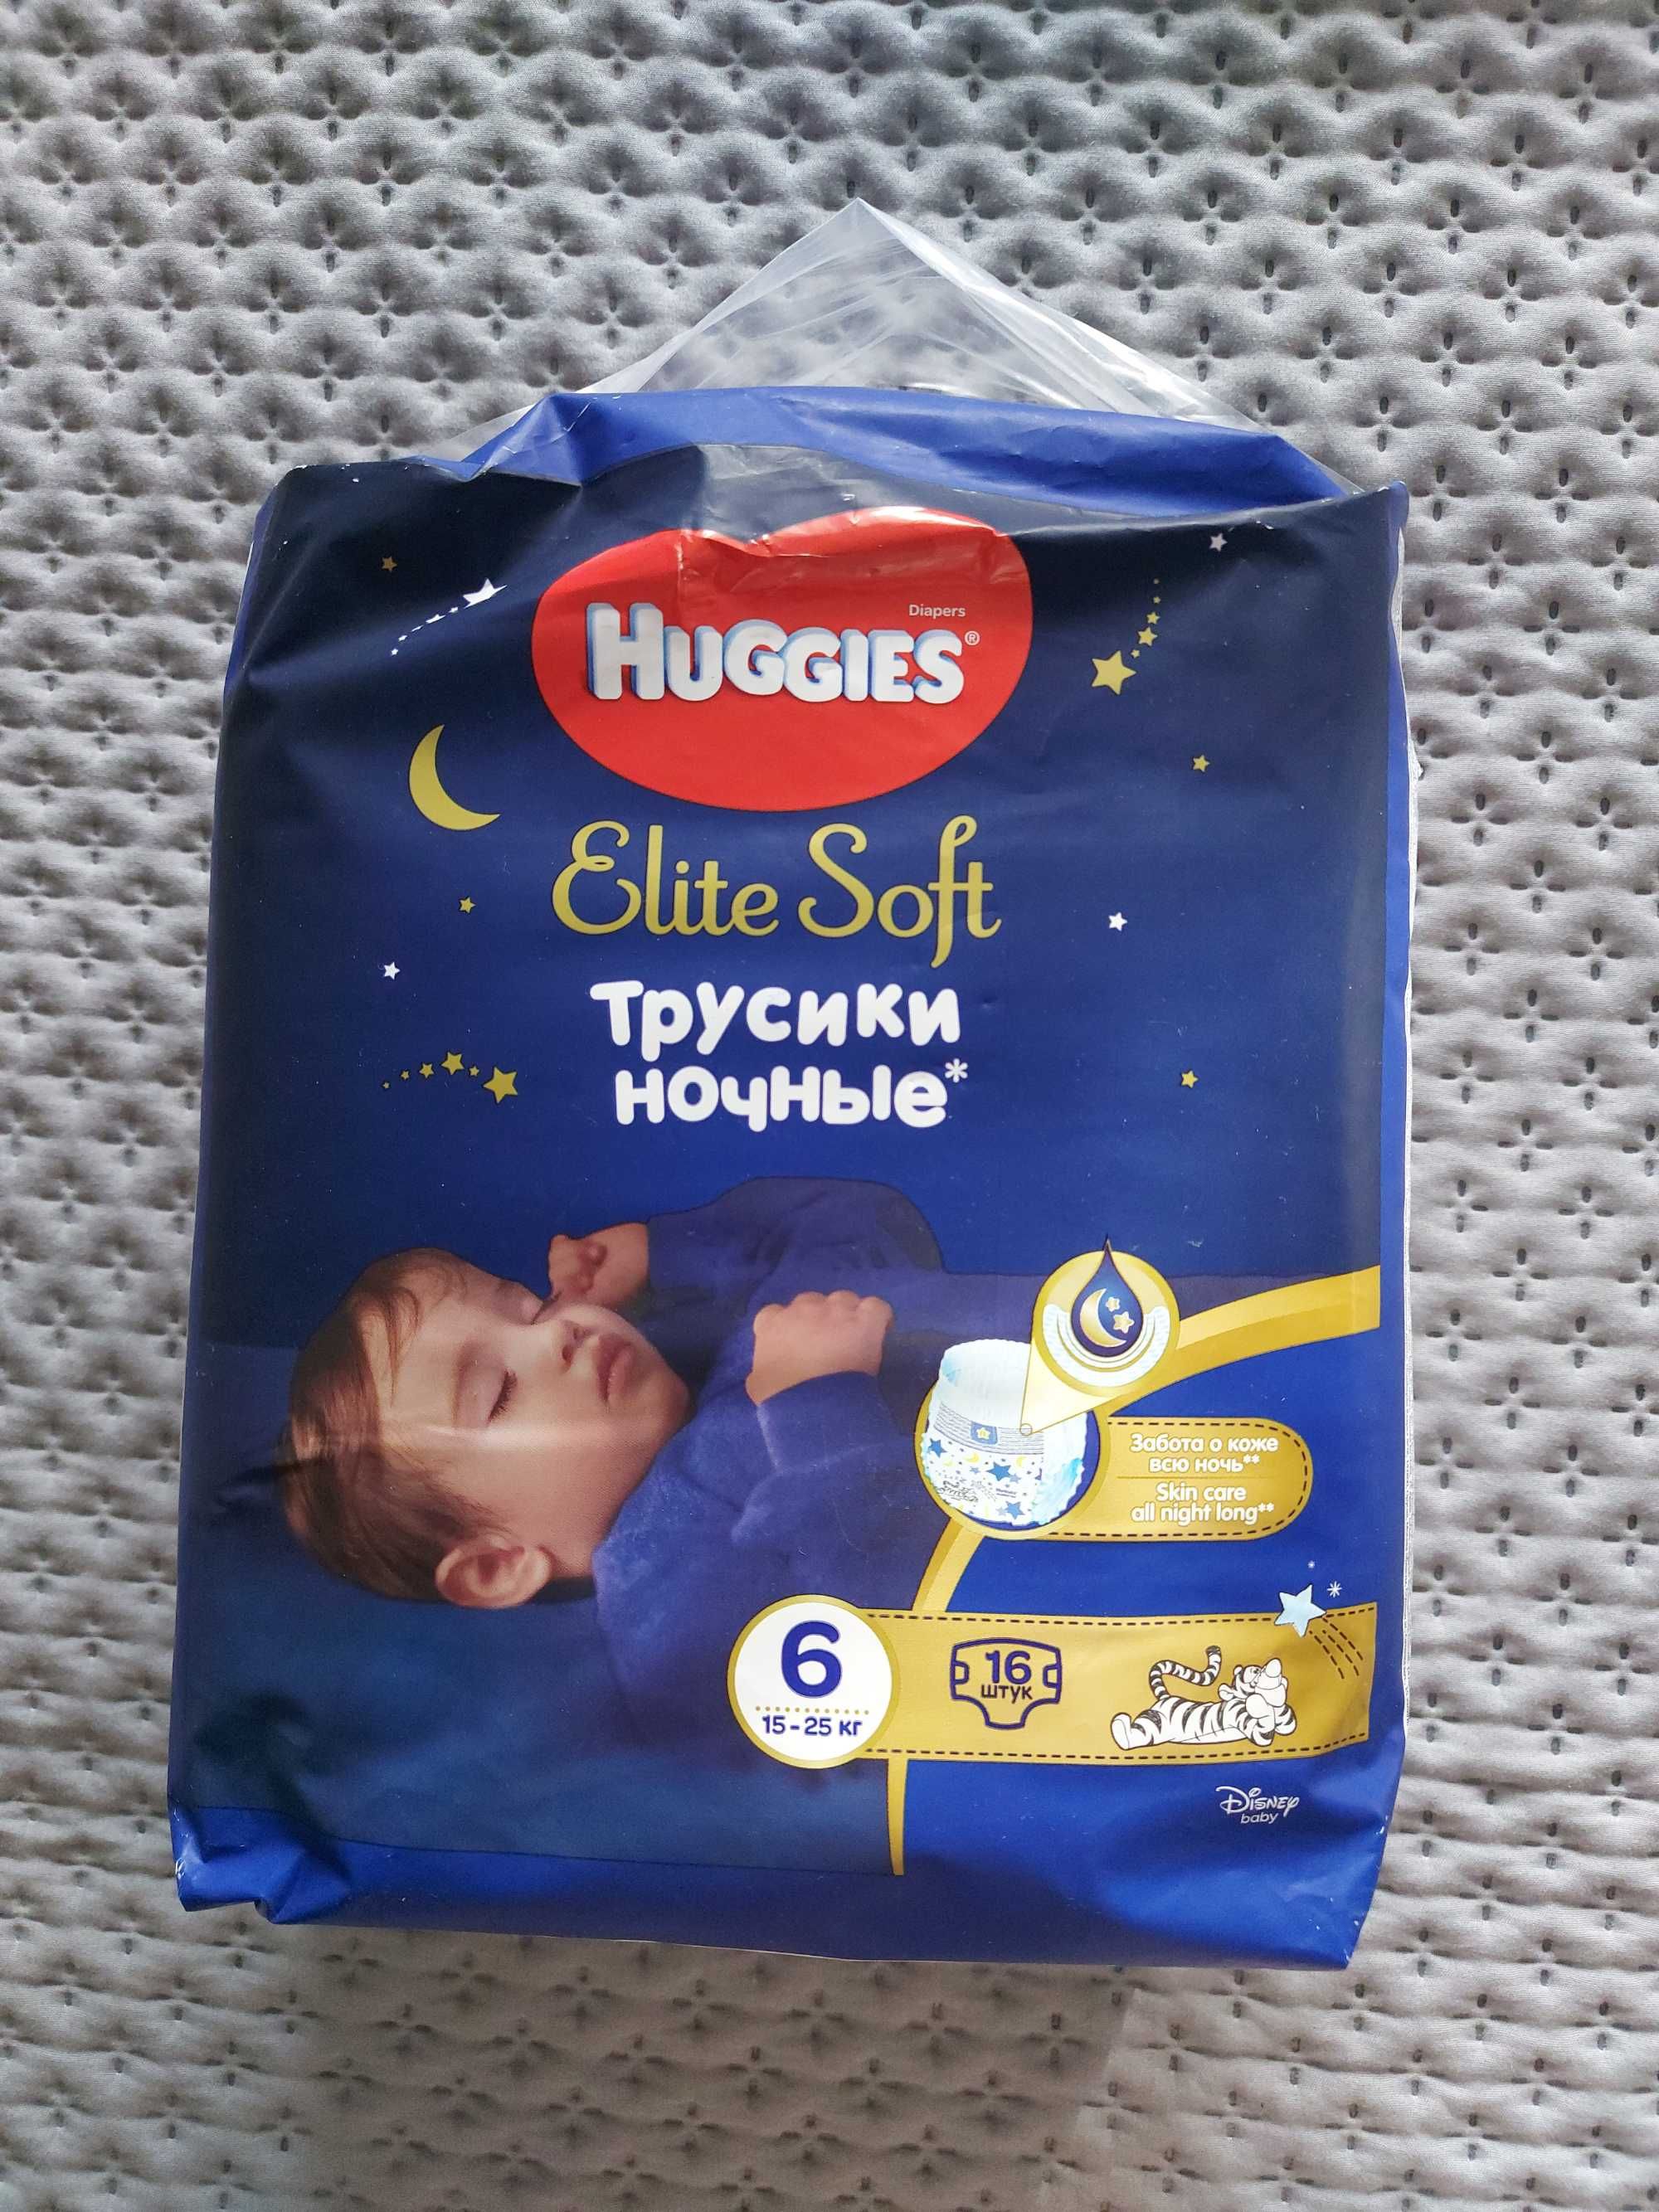 Diapers
HUGGIES®
Elite Soft
Трусики
ночные*
Забота о коже
всю ночь**
Skin care
all night long**
6
15-25 кг
16
штук
Disney
baby